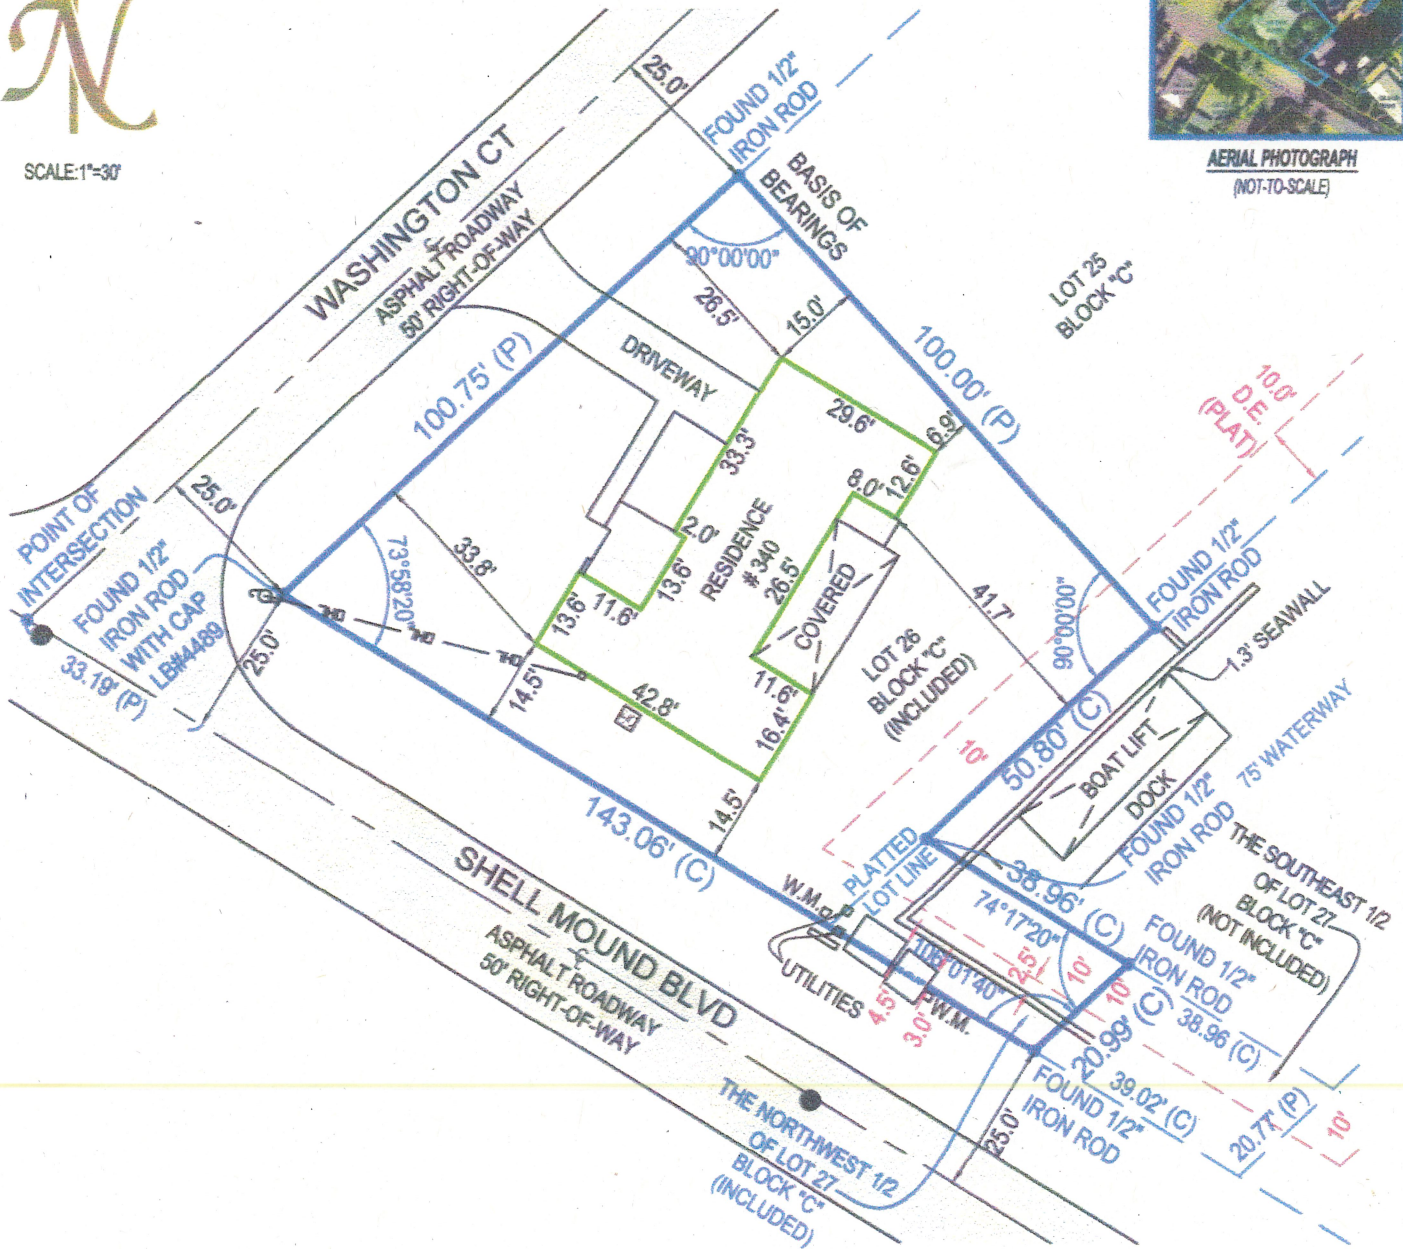 N
SCALE:1"=30'
AERIAL PHOTOGRAPH
(NOT-TO-SCALE)
25.0'
FOUND 1/2"
IRON ROD
BASIS OF
BEARINGS
WASHINGTON CT
℄
ASPHALT ROADWAY
50' RIGHT-OF-WAY
90°00'00"
26.5'
15.0'
LOT 25
BLOCK "C"
100.75' (P)
DRIVEWAY
100.00' (P)
29.6'
6.9'
10.0'
D.E.
(PLAT)
33.3'
8.0'
12.6'
25.0'
POINT OF
INTERSECTION
FOUND 1/2"
IRON ROD
WITH CAP
LB#4489
33.19' (P)
25.0'
73°58'20"
33.8'
2.0'
13.6'
11.6'
13.6'
RESIDENCE
#340
26.5'
COVERED
41.7'
90°00'00"
FOUND 1/2"
IRON ROD
1.3' SEAWALL
OHL
OHL
OHL
14.5'
42.8'
11.6'
16.4'
LOT 26
BLOCK "C"
(INCLUDED)
10'
50.80' (C)
BOAT LIFT
DOCK
75' WATERWAY
14.5'
143.06' (C)
PLATTED
LOT LINE
FOUND 1/2"
IRON ROD
THE SOUTHEAST 1/2
OF LOT 27
BLOCK "C"
(NOT INCLUDED)
38.96' (C)
74°17'20"
W.M.
UTILITIES
SHELL MOUND BLVD
℄
ASPHALT ROADWAY
50' RIGHT-OF-WAY
106°01'40"
2.5'
10'
10'
4.5'
3.0'
W.M.
FOUND 1/2"
IRON ROD
38.96 (C)
20.99' (C)
39.02' (C)
FOUND 1/2"
IRON ROD
20.77' (P)
10'
25.0'
THE NORTHWEST 1/2
OF LOT 27
BLOCK "C"
(INCLUDED)